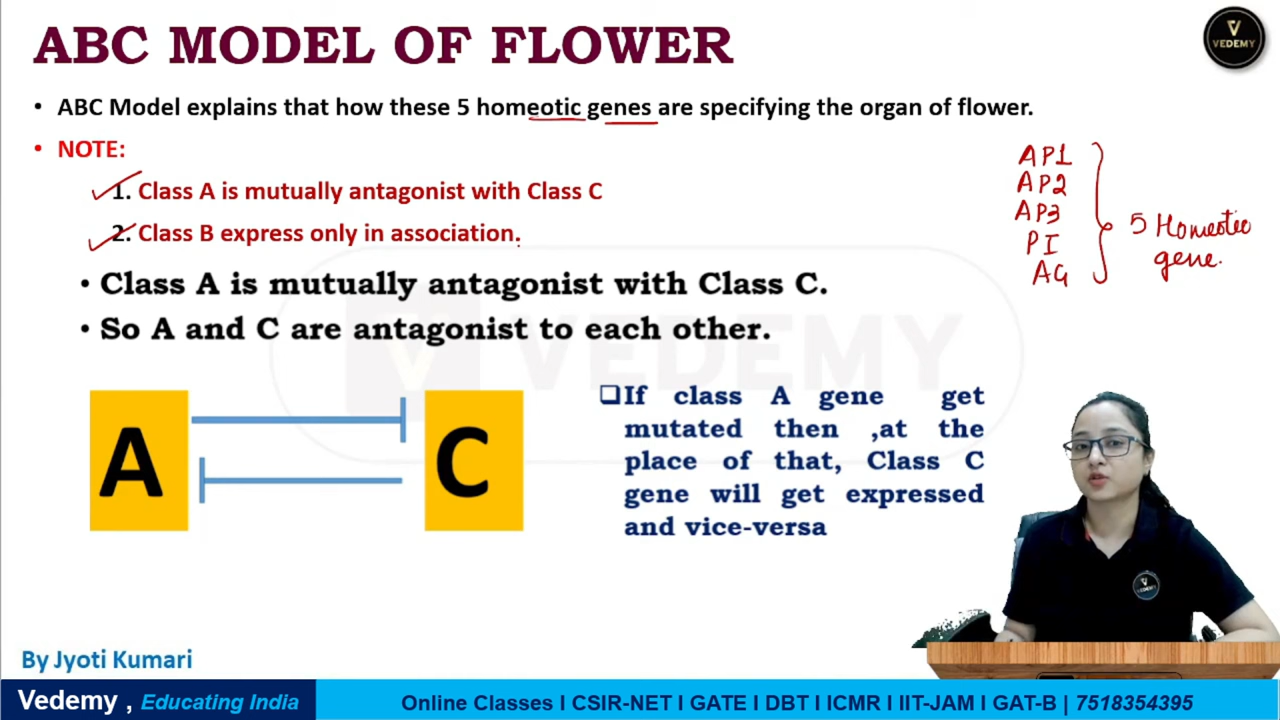 ABC MODEL OF FLOWER
VEDEMY
• ABC Model explains that how these 5 homeotic genes are specifying the organ of flower.
• NOTE:
1. Class A is mutually antagonist with Class C
2. Class B express only in association.
AP1
AP2
AP3
PI
AG
5 Homeotic
gene.
• Class A is mutually antagonist with Class C.
• So A and C are antagonist to each other.
VEDEMY
A
C
❑If class A gene get
mutated then ,at the
place of that, Class C
gene will get expressed
and vice-versa
VEDEMY
By Jyoti Kumari
Vedemy , Educating India
Online Classes I CSIR-NET I GATE I DBT I ICMR I IIT-JAM I GAT-B | 7518354395